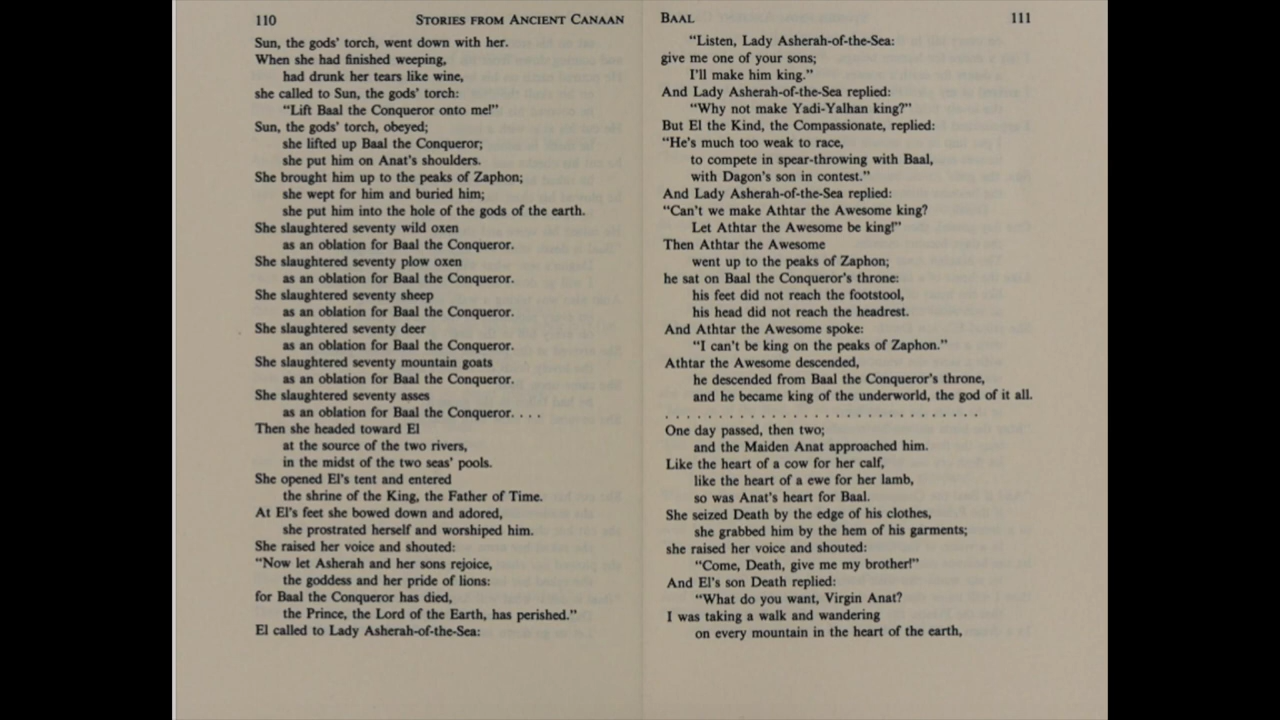 110 STORIES FROM ANCIENT CANAAN
Sun, the gods' torch, went down with her.
When she had finished weeping,
had drunk her tears like wine,
she called to Sun, the gods' torch:
"Lift Baal the Conqueror onto me!"
Sun, the gods' torch, obeyed;
she lifted up Baal the Conqueror;
she put him on Anat's shoulders.
She brought him up to the peaks of Zaphon;
she wept for him and buried him;
she put him into the hole of the gods of the earth.
She slaughtered seventy wild oxen
as an oblation for Baal the Conqueror.
She slaughtered seventy plow oxen
as an oblation for Baal the Conqueror.
She slaughtered seventy sheep
as an oblation for Baal the Conqueror.
She slaughtered seventy deer
as an oblation for Baal the Conqueror.
She slaughtered seventy mountain goats
as an oblation for Baal the Conqueror.
She slaughtered seventy asses
as an oblation for Baal the Conqueror. . . .
Then she headed toward El
at the source of the two rivers,
in the midst of the two seas' pools.
She opened El's tent and entered
the shrine of the King, the Father of Time.
At El's feet she bowed down and adored,
she prostrated herself and worshiped him.
She raised her voice and shouted:
"Now let Asherah and her sons rejoice,
the goddess and her pride of lions:
for Baal the Conqueror has died,
the Prince, the Lord of the Earth, has perished."
El called to Lady Asherah-of-the-Sea:
BAAL 111
"Listen, Lady Asherah-of-the-Sea:
give me one of your sons;
I'll make him king."
And Lady Asherah-of-the-Sea replied:
"Why not make Yadi-Yalhan king?"
But El the Kind, the Compassionate, replied:
"He's much too weak to race,
to compete in spear-throwing with Baal,
with Dagon's son in contest."
And Lady Asherah-of-the-Sea replied:
"Can't we make Athtar the Awesome king?
Let Athtar the Awesome be king!"
Then Athtar the Awesome
went up to the peaks of Zaphon;
he sat on Baal the Conqueror's throne:
his feet did not reach the footstool,
his head did not reach the headrest.
And Athtar the Awesome spoke:
"I can't be king on the peaks of Zaphon."
Athtar the Awesome descended,
he descended from Baal the Conqueror's throne,
and he became king of the underworld, the god of it all.
. . . . . . . . . . . . . . . . . . . . . . . . . . . .
One day passed, then two;
and the Maiden Anat approached him.
Like the heart of a cow for her calf,
like the heart of a ewe for her lamb,
so was Anat's heart for Baal.
She seized Death by the edge of his clothes,
she grabbed him by the hem of his garments;
she raised her voice and shouted:
"Come, Death, give me my brother!"
And El's son Death replied:
"What do you want, Virgin Anat?
I was taking a walk and wandering
on every mountain in the heart of the earth,